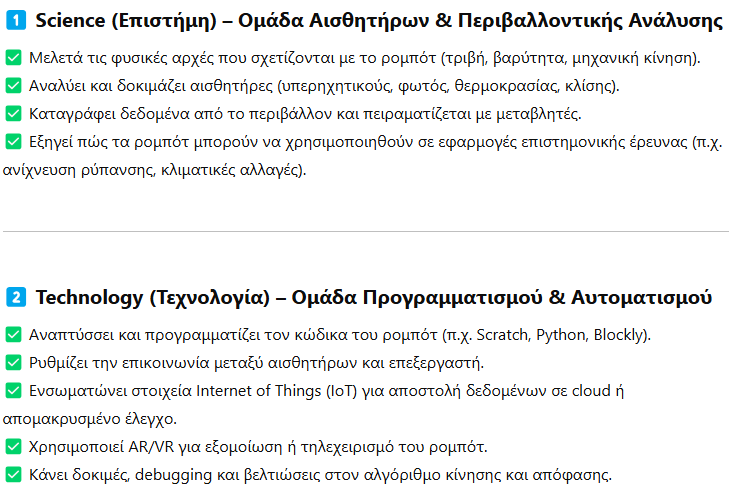 1️⃣ Science (Επιστήμη) – Ομάδα Αισθητήρων & Περιβαλλοντικής Ανάλυσης
✅ Μελετά τις φυσικές αρχές που σχετίζονται με το ρομπότ (τριβή, βαρύτητα, μηχανική κίνηση).
✅ Αναλύει και δοκιμάζει αισθητήρες (υπερηχητικούς, φωτός, θερμοκρασίας, κλίσης).
✅ Καταγράφει δεδομένα από το περιβάλλον και πειραματίζεται με μεταβλητές.
✅ Εξηγεί πώς τα ρομπότ μπορούν να χρησιμοποιηθούν σε εφαρμογές επιστημονικής έρευνας (π.χ.
ανίχνευση ρύπανσης, κλιματικές αλλαγές).
2️⃣ Technology (Τεχνολογία) – Ομάδα Προγραμματισμού & Αυτοματισμού
✅ Αναπτύσσει και προγραμματίζει τον κώδικα του ρομπότ (π.χ. Scratch, Python, Blockly).
✅ Ρυθμίζει την επικοινωνία μεταξύ αισθητήρων και επεξεργαστή.
✅ Ενσωματώνει στοιχεία Internet of Things (IoT) για αποστολή δεδομένων σε cloud ή
απομακρυσμένο έλεγχο.
✅ Χρησιμοποιεί AR/VR για εξομοίωση ή τηλεχειρισμό του ρομπότ.
✅ Κάνει δοκιμές, debugging και βελτιώσεις στον αλγόριθμο κίνησης και απόφασης.